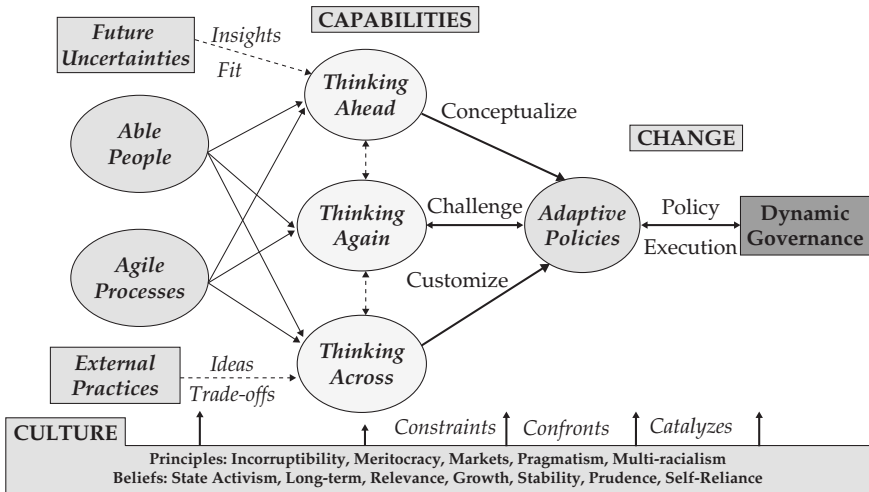 CAPABILITIES
Future
Uncertainties
Insights
Fit
Thinking
Ahead
Conceptualize
Able
People
CHANGE
Thinking
Again
Challenge
Adaptive
Policies
Policy
Execution
Dynamic
Governance
Agile
Processes
Customize
External
Practices
Ideas
Trade-offs
Thinking
Across
CULTURE
Constraints
Confronts
Catalyzes
Principles: Incorruptibility, Meritocracy, Markets, Pragmatism, Multi-racialism
Beliefs: State Activism, Long-term, Relevance, Growth, Stability, Prudence, Self-Reliance